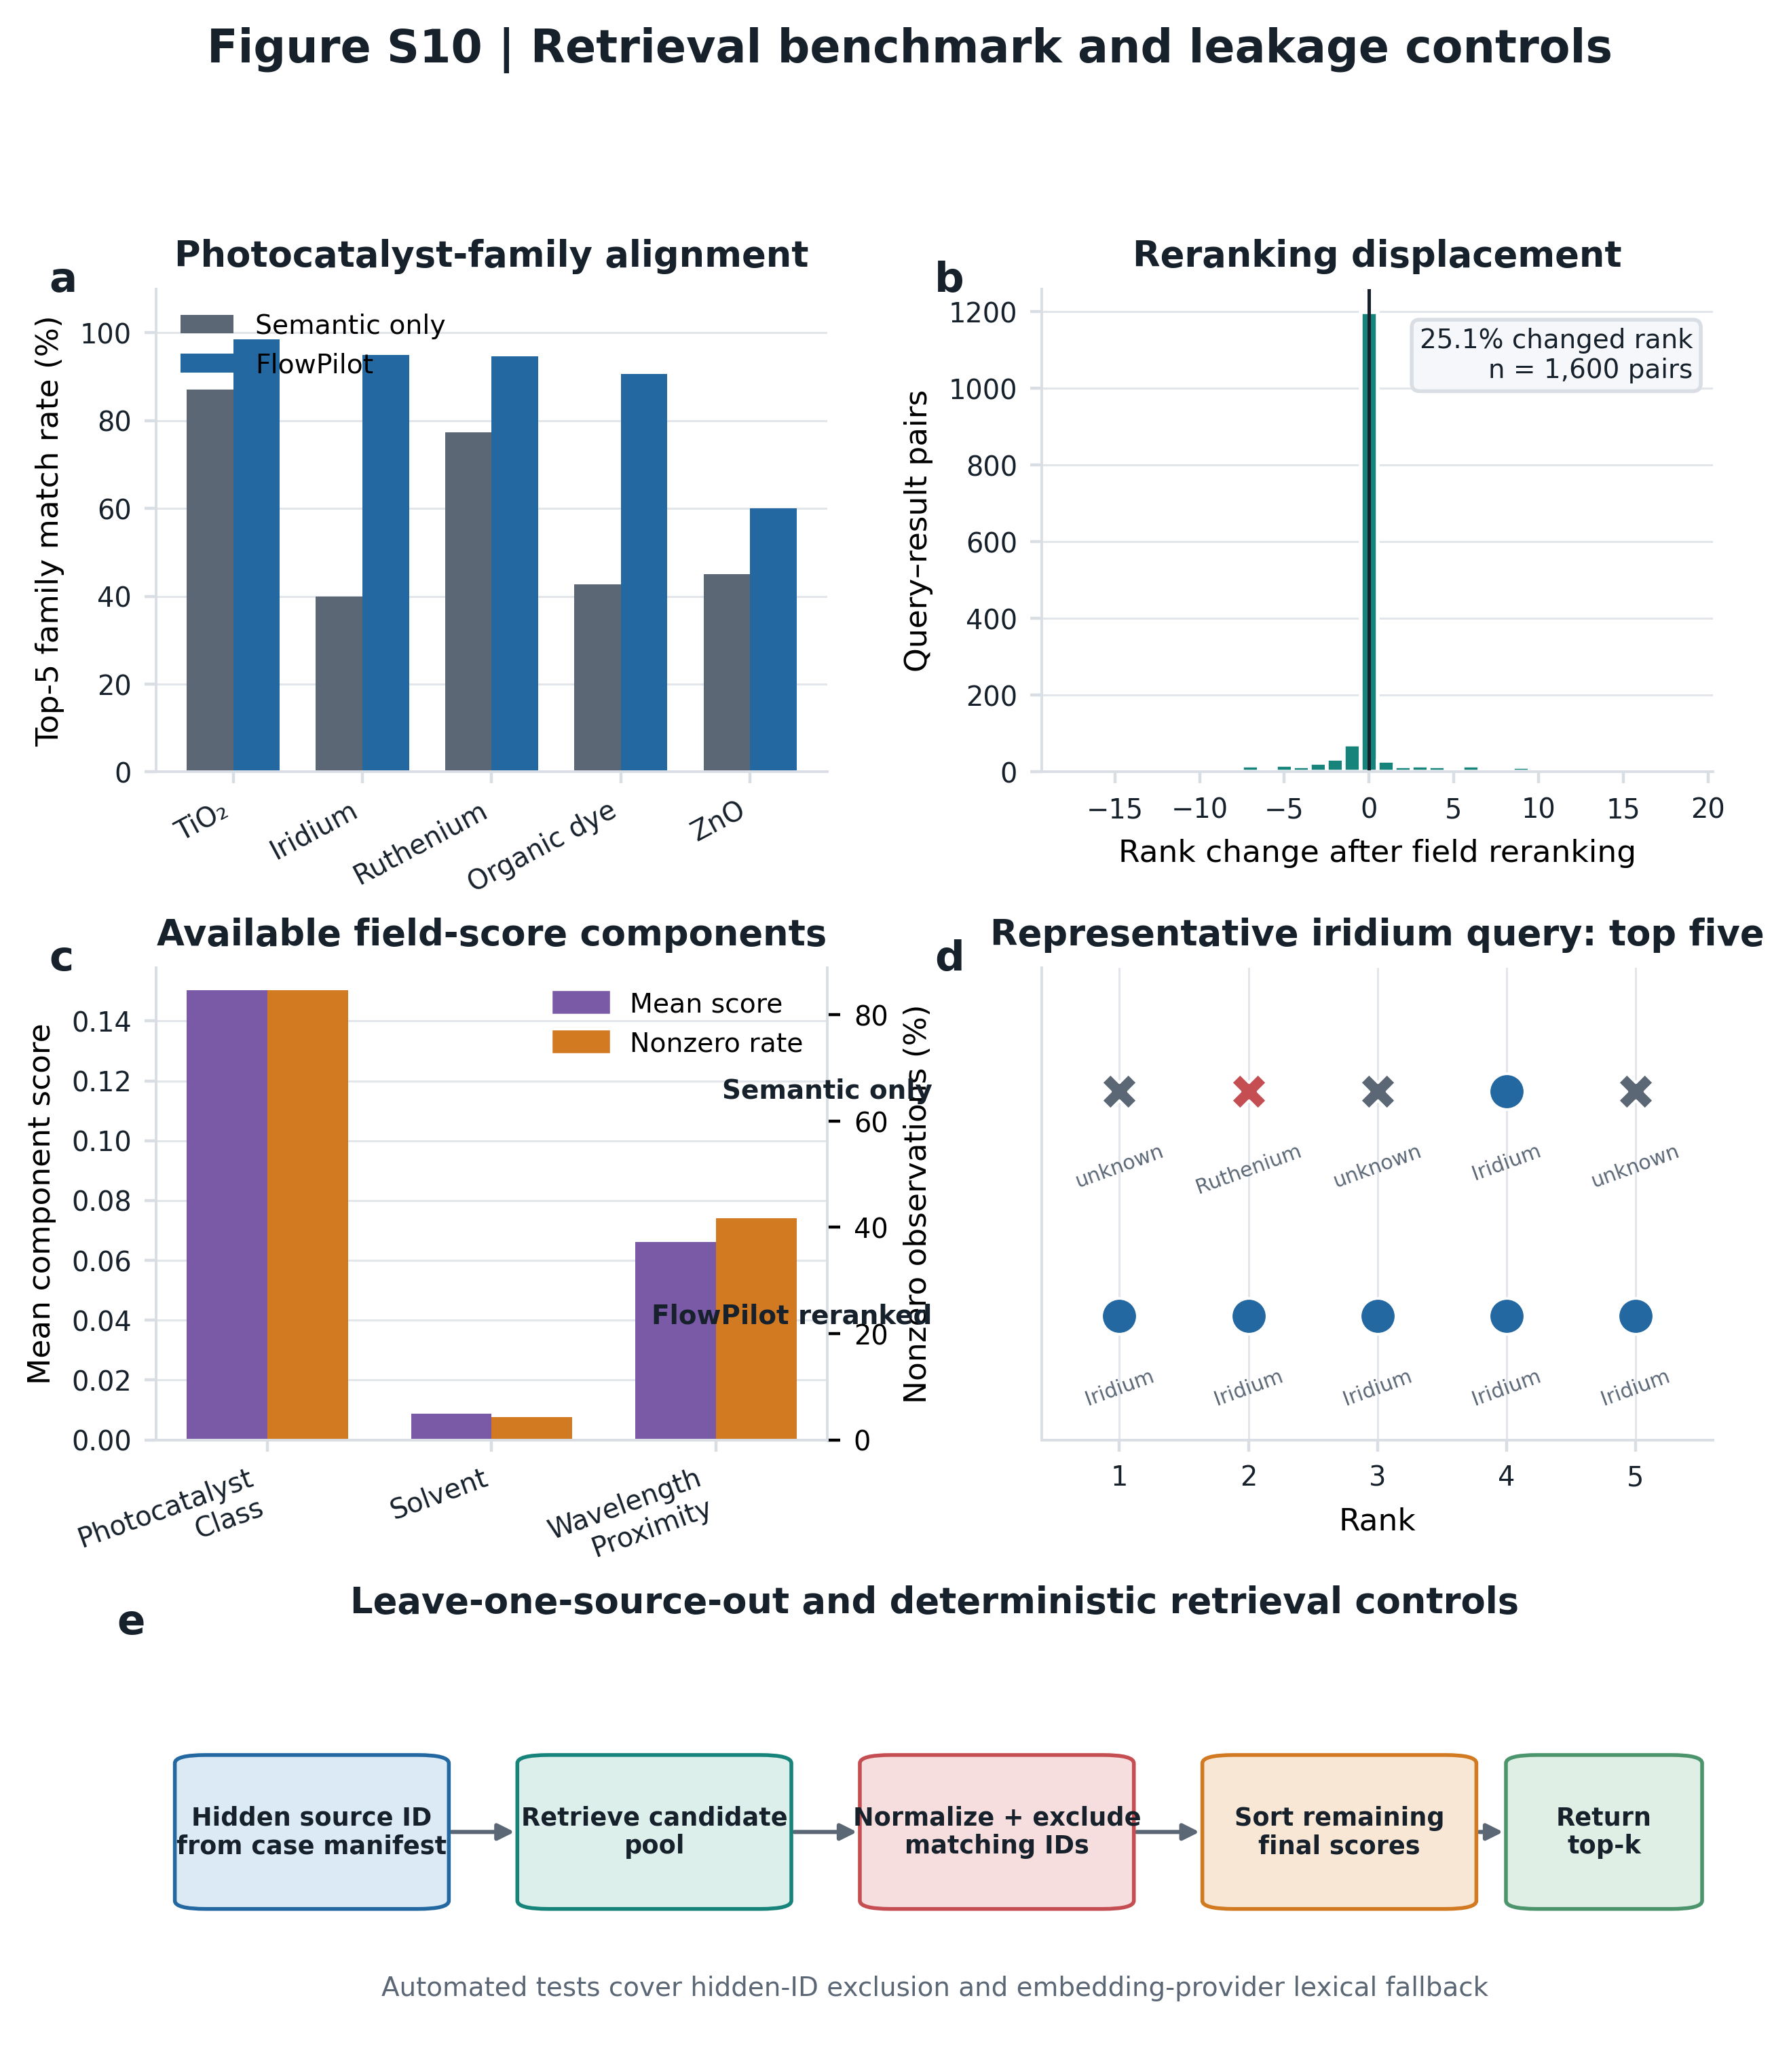 Figure S10 | Retrieval benchmark and leakage controls
a
Photocatalyst-family alignment
Top-5 family match rate (%)
100
80
60
40
20
0
Semantic only
FlowPilot
TiO₂
Iridium
Ruthenium
Organic dye
ZnO
b
Reranking displacement
Query–result pairs
1200
1000
800
600
400
200
0
25.1% changed rank
n = 1,600 pairs
−15
−10
−5
0
5
10
15
20
Rank change after field reranking
c
Available field-score components
Mean component score
0.14
0.12
0.10
0.08
0.06
0.04
0.02
0.00
Mean score
Nonzero rate
80
60
40
20
0
Nonzero observations (%)
Photocatalyst
Class
Solvent
Wavelength
Proximity
d
Representative iridium query: top five
Semantic only
unknown
Ruthenium
unknown
Iridium
unknown
FlowPilot reranked
Iridium
Iridium
Iridium
Iridium
Iridium
1
2
3
4
5
Rank
e
Leave-one-source-out and deterministic retrieval controls
Hidden source ID
from case manifest
Retrieve candidate
pool
Normalize + exclude
matching IDs
Sort remaining
final scores
Return
top-k
Automated tests cover hidden-ID exclusion and embedding-provider lexical fallback